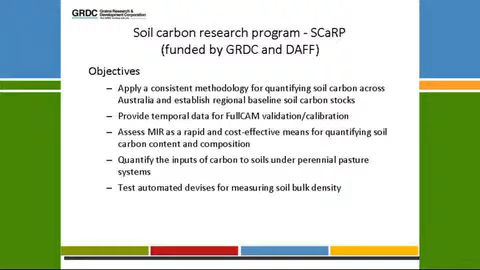 GRDC
Grains Research & Development Corporation
Soil carbon research program - SCaRP
(funded by GRDC and DAFF)
Objectives
– Apply a consistent methodology for quantifying soil carbon across
Australia and establish regional baseline soil carbon stocks
– Provide temporal data for FullCAM validation/calibration
– Assess MIR as a rapid and cost-effective means for quantifying soil
carbon content and composition
– Quantify the inputs of carbon to soils under perennial pasture
systems
– Test automated devises for measuring soil bulk density